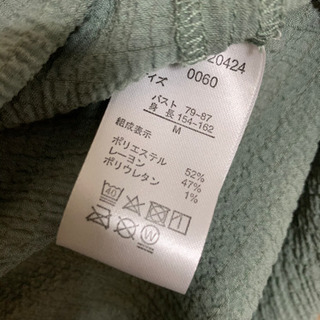 20424
イズ 0060
バスト 79-87
身長 154-162
M
組成表示
ポリエステル 52%
レーヨン 47%
ポリウレタン 1%
W